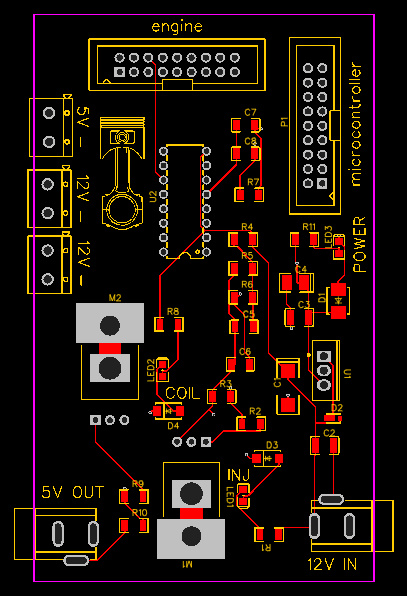 engine
microcontroller
P1
C7
5V -
C8
U2
12V -
R7
R4
R11
LED3
POWER
12V -
R5
C4
R6
D1
M2
C3
R8
C5
C6
U1
LED2
C1
COIL
R3
D4
R2
D2
C2
D3
INJ
R9
5V OUT
LED1
R10
R1
M1
12V IN